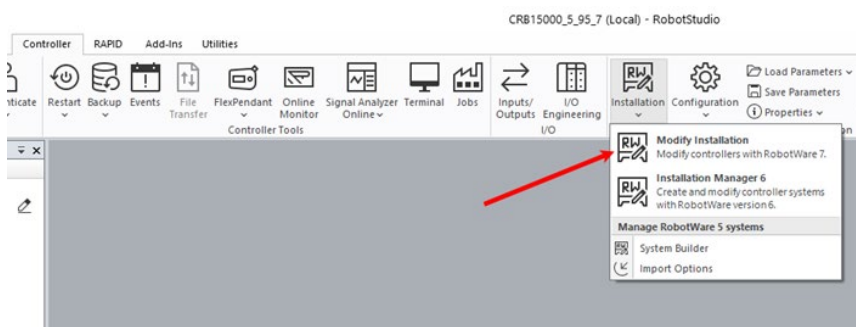 CRB15000_5_95_7 (Local) - RobotStudio
Controller RAPID Add-Ins Utilities
Restart Backup Events File Transfer FlexPendant Online Monitor Signal Analyzer Online Terminal Jobs Inputs/ Outputs I/O Engineering Installation Configuration
Load Parameters
Save Parameters
Properties
Controller Tools I/O
RW Modify Installation
Modify controllers with RobotWare 7.
RW Installation Manager 6
Create and modify controller systems
with RobotWare version 6.
Manage RobotWare 5 systems
System Builder
Import Options